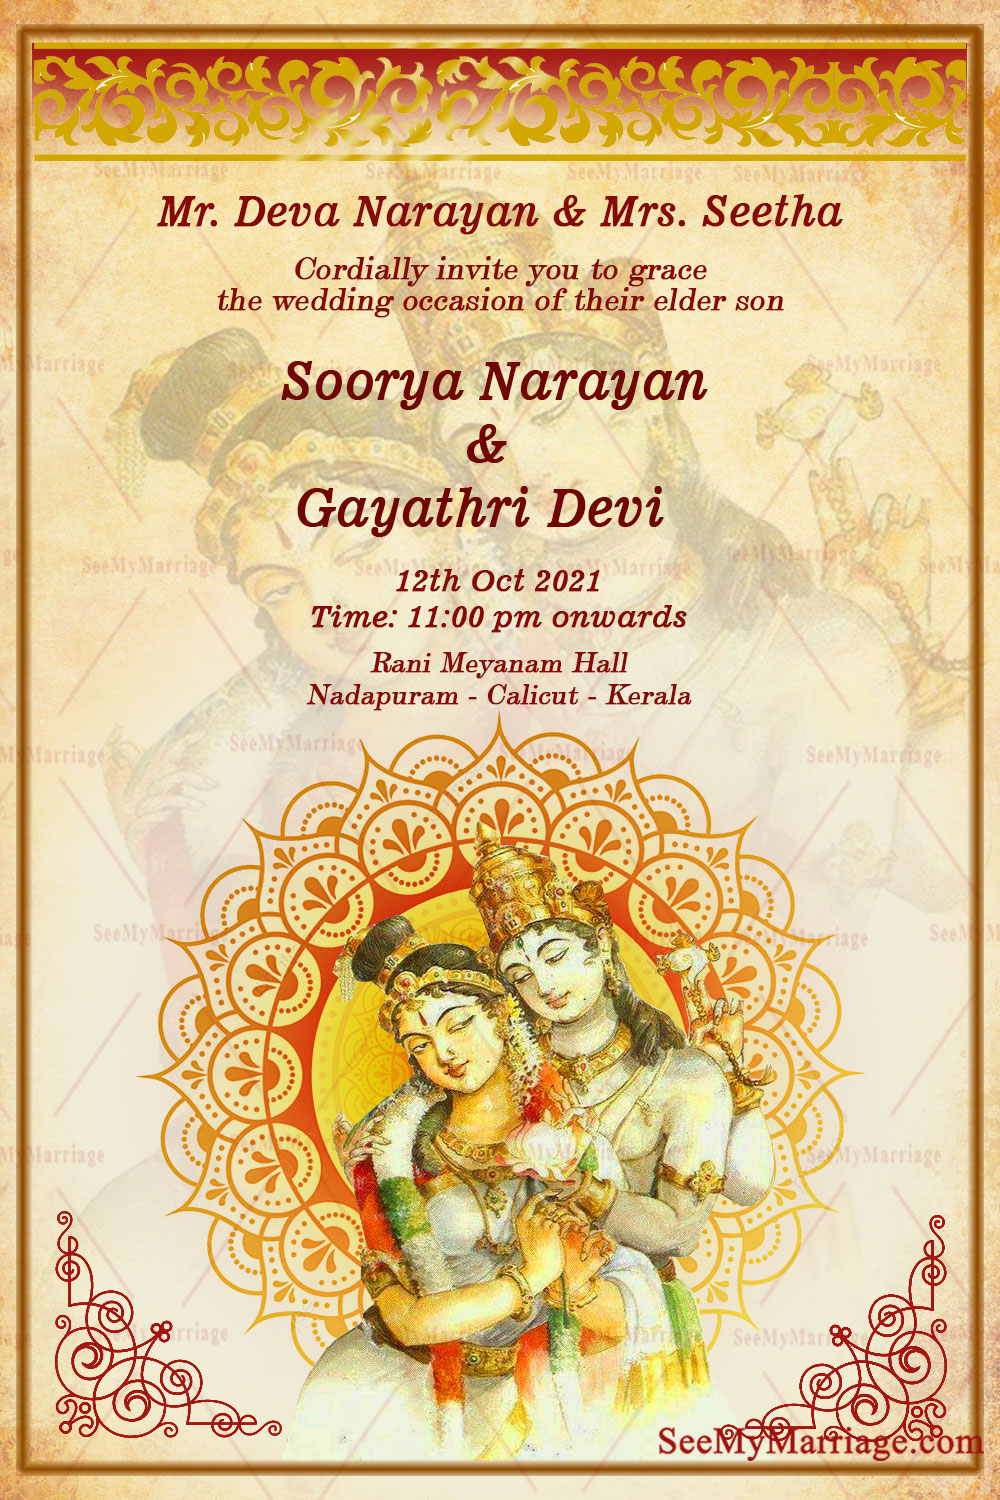 Mr. Deva Narayan & Mrs. Seetha
Cordially invite you to grace
the wedding occasion of their elder son
Soorya Narayan
&
Gayathri Devi
12th Oct 2021
Time: 11:00 pm onwards
Rani Meyanam Hall
Nadapuram - Calicut - Kerala
SeeMyMarriage
SeeMyMarriage.com